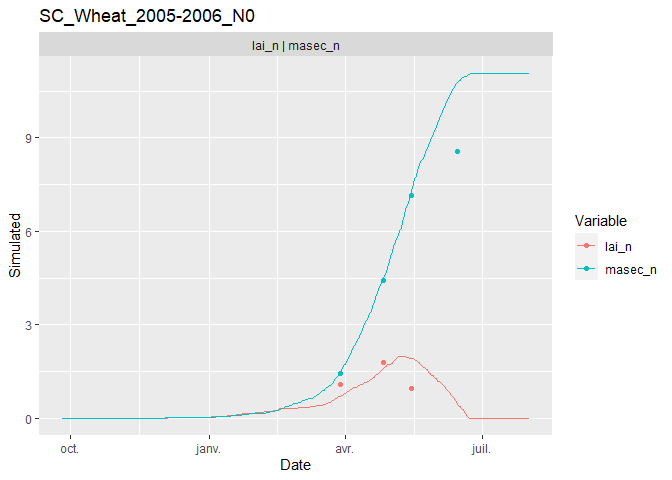 SC_Wheat_2005-2006_N0
lai_n | masec_n
9
6
3
0
Simulated
oct.
janv.
avr.
juil.
Date
Variable
lai_n
masec_n